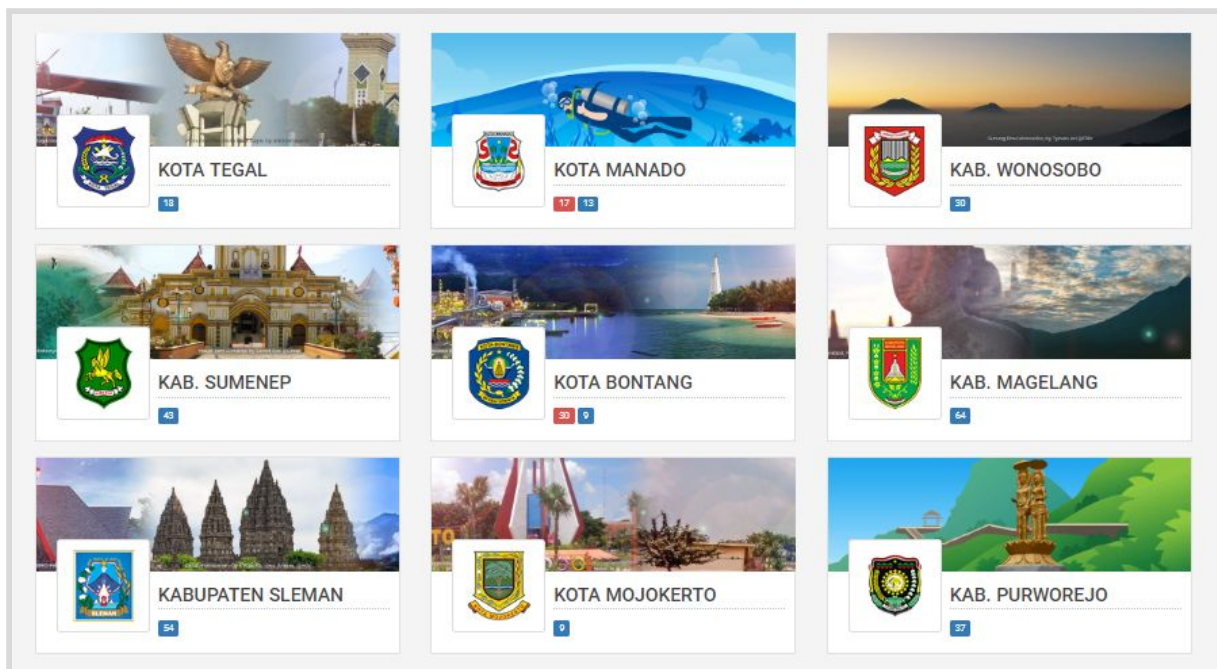 KOTA TEGAL
18
KOTA MANADO
17 13
KAB. WONOSOBO
30
KAB. SUMENEP
43
KOTA BONTANG
30 9
KAB. MAGELANG
64
KABUPATEN SLEMAN
54
KOTA MOJOKERTO
9
KAB. PURWOREJO
37